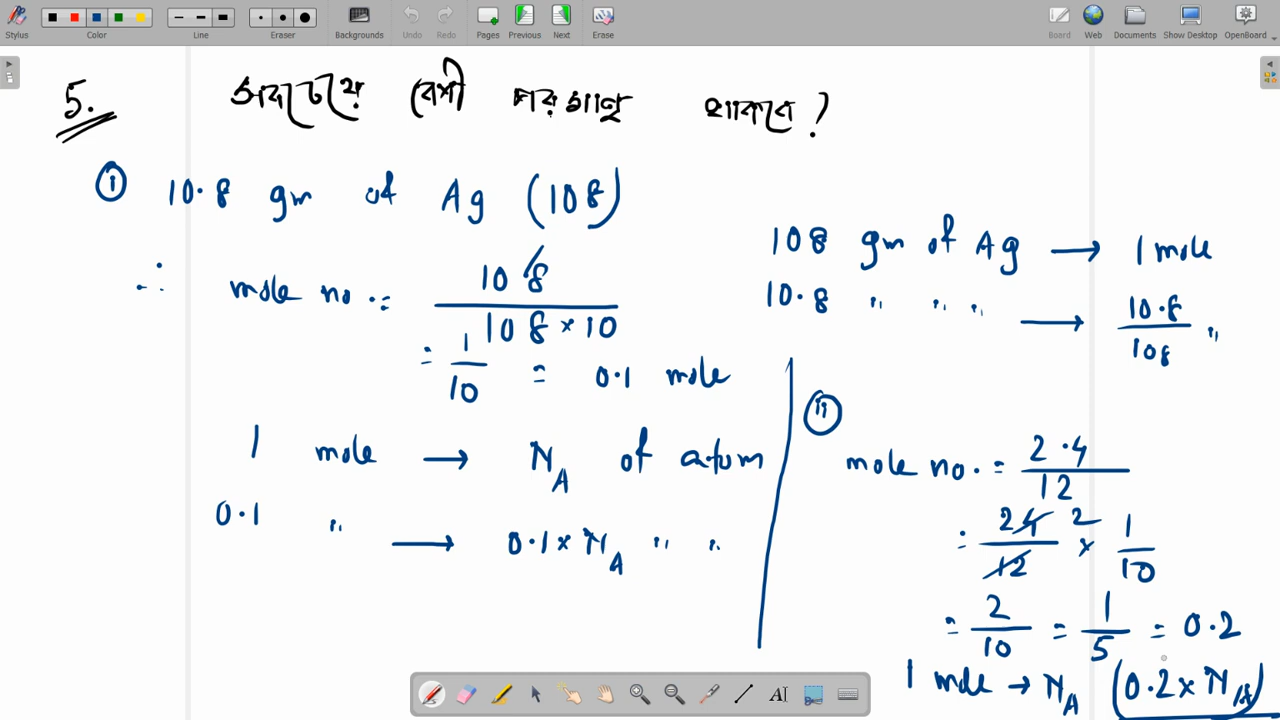 Stylus Color Line Eraser Backgrounds Undo Redo Pages Previous Next Erase Board Web Documents Show Desktop OpenBoard
5. সবচেয়ে বেশী পরমাণু থাকবে?
i 10.8 gm of Ag (108)
∴ mole no. = 108 / 108 × 10
= 1/10 = 0.1 mole
1 mole → NA of atom
0.1 " → 0.1 × NA " "
108 gm of Ag → 1 mole
10.8 " " " → 10.8/108 "
ii
mole no. = 2.4/12
= 24/12 2 × 1/10
= 2/10 = 1/5 = 0.2
1 mole → NA (0.2 × NA)
AI